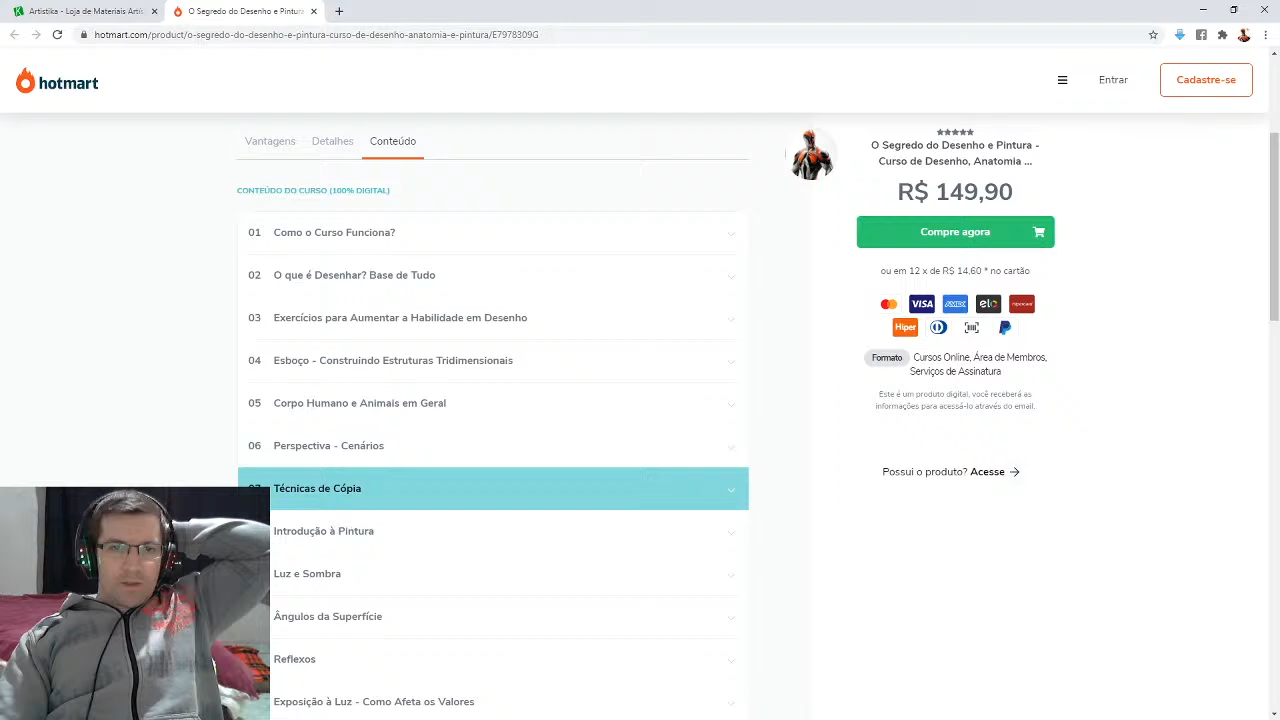 Artistika - Loja de Materiais Artís
O Segredo do Desenho e Pintura
hotmart.com/product/o-segredo-do-desenho-e-pintura-curso-de-desenho-anatomia-e-pintura/E7978309G
hotmart
Entrar
Cadastre-se
Vantagens
Detalhes
Conteúdo
CONTEÚDO DO CURSO (100% DIGITAL)
01 Como o Curso Funciona?
02 O que é Desenhar? Base de Tudo
03 Exercícios para Aumentar a Habilidade em Desenho
04 Esboço - Construindo Estruturas Tridimensionais
05 Corpo Humano e Animais em Geral
06 Perspectiva - Cenários
07 Técnicas de Cópia
Introdução à Pintura
Luz e Sombra
Ângulos da Superfície
Reflexos
Exposição à Luz - Como Afeta os Valores
O Segredo do Desenho e Pintura -
Curso de Desenho, Anatomia ...
R$ 149,90
Compre agora
ou em 12 x de R$ 14,60 * no cartão
VISA
AMEX
elo
Hiper
Formato Cursos Online, Área de Membros,
Serviços de Assinatura
Este é um produto digital, você receberá as
informações para acessá-lo através do email.
Possui o produto? Acesse